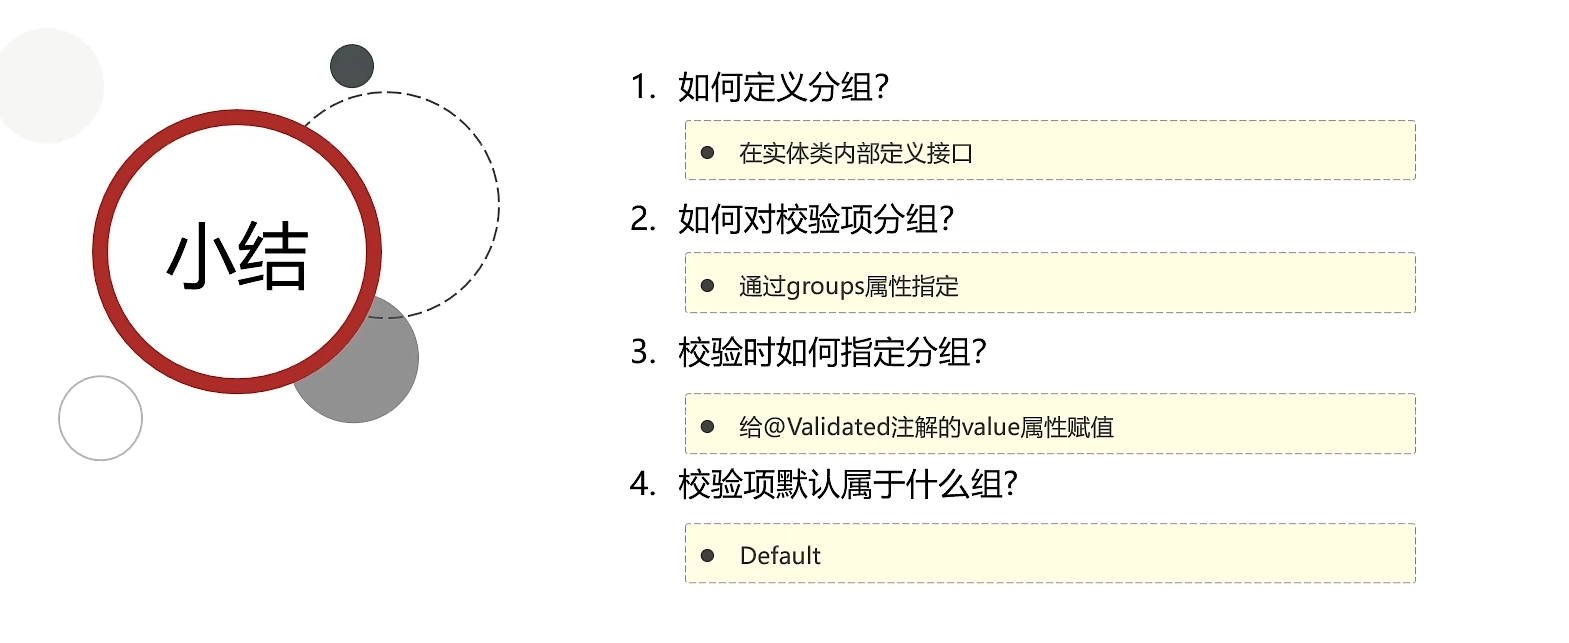 小结
1. 如何定义分组？
● 在实体类内部定义接口
2. 如何对校验项分组？
● 通过groups属性指定
3. 校验时如何指定分组？
● 给@Validated注解的value属性赋值
4. 校验项默认属于什么组?
● Default